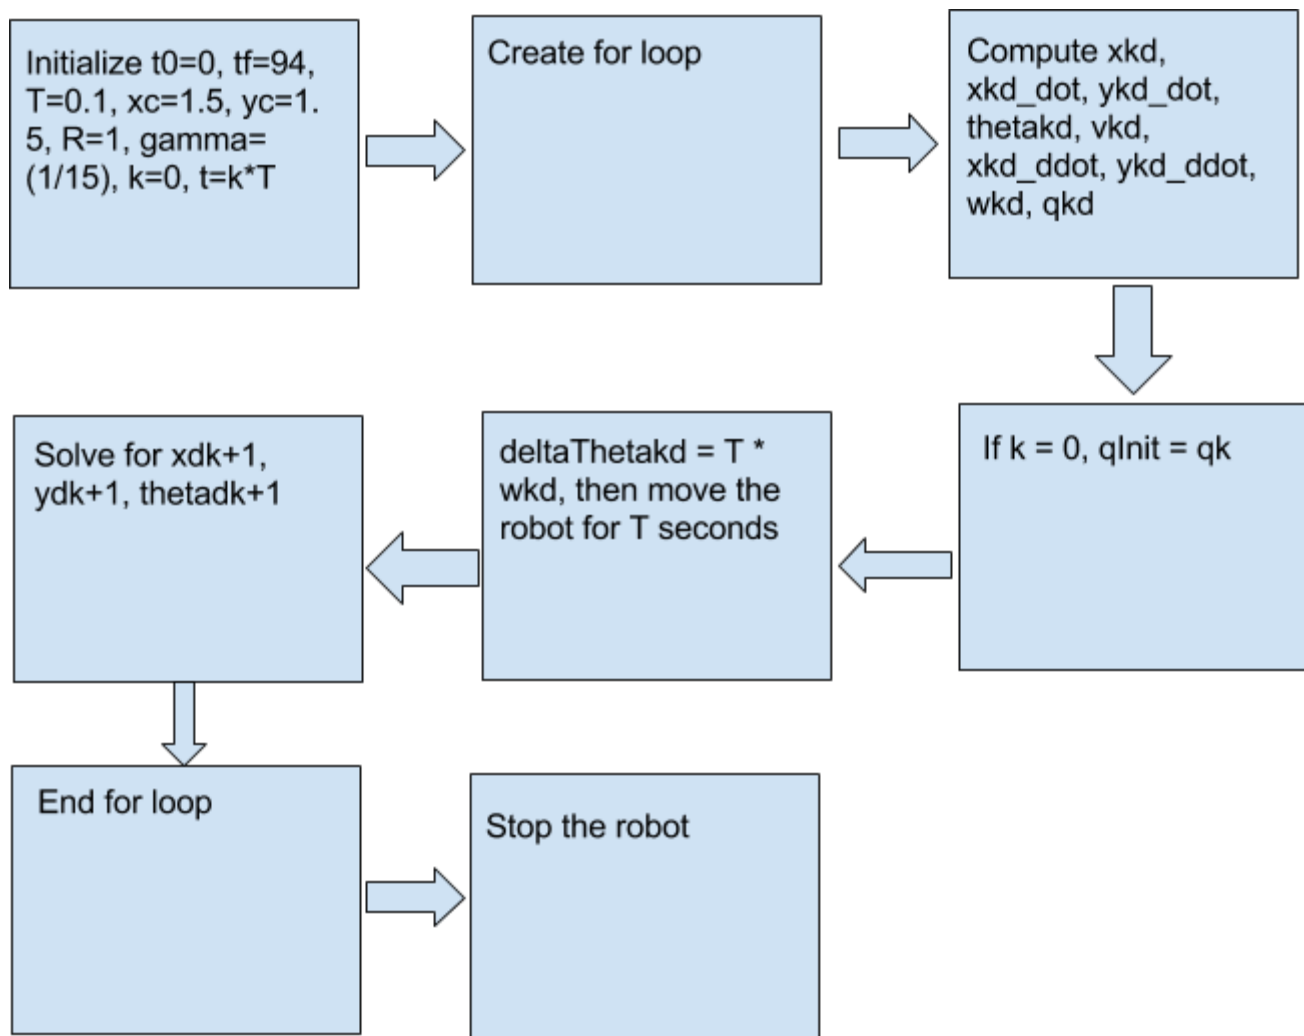 Initialize t0=0, tf=94,
T=0.1, xc=1.5, yc=1.
5, R=1, gamma=
(1/15), k=0, t=k*T
Create for loop
Compute xkd,
xkd_dot, ykd_dot,
thetakd, vkd,
xkd_ddot, ykd_ddot,
wkd, qkd
If k = 0, qInit = qk
deltaThetakd = T *
wkd, then move the
robot for T seconds
Solve for xdk+1,
ydk+1, thetadk+1
End for loop
Stop the robot